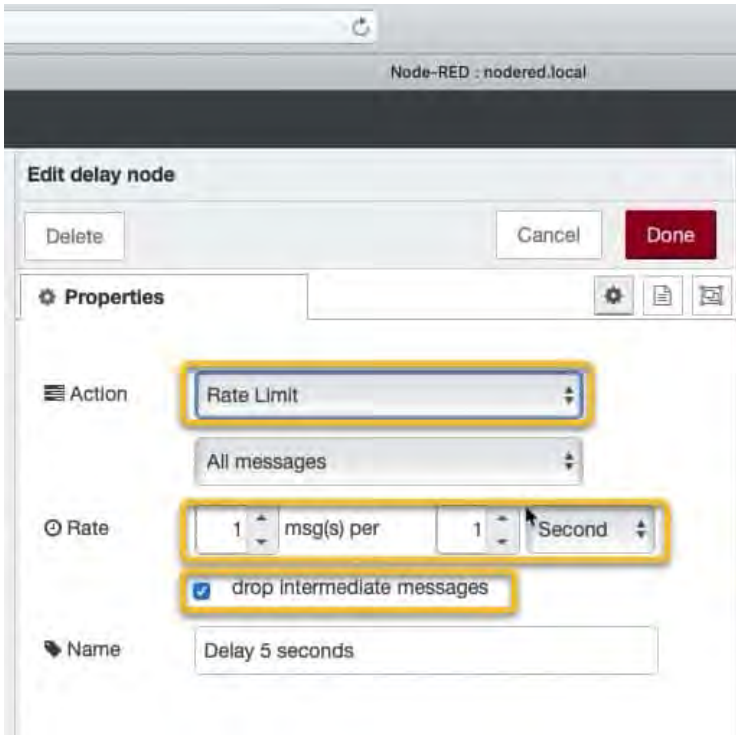 Node-RED : nodered.local
Edit delay node
Delete Cancel Done
Properties
Action Rate Limit
All messages
Rate 1 msg(s) per 1 Second
drop intermediate messages
Name Delay 5 seconds